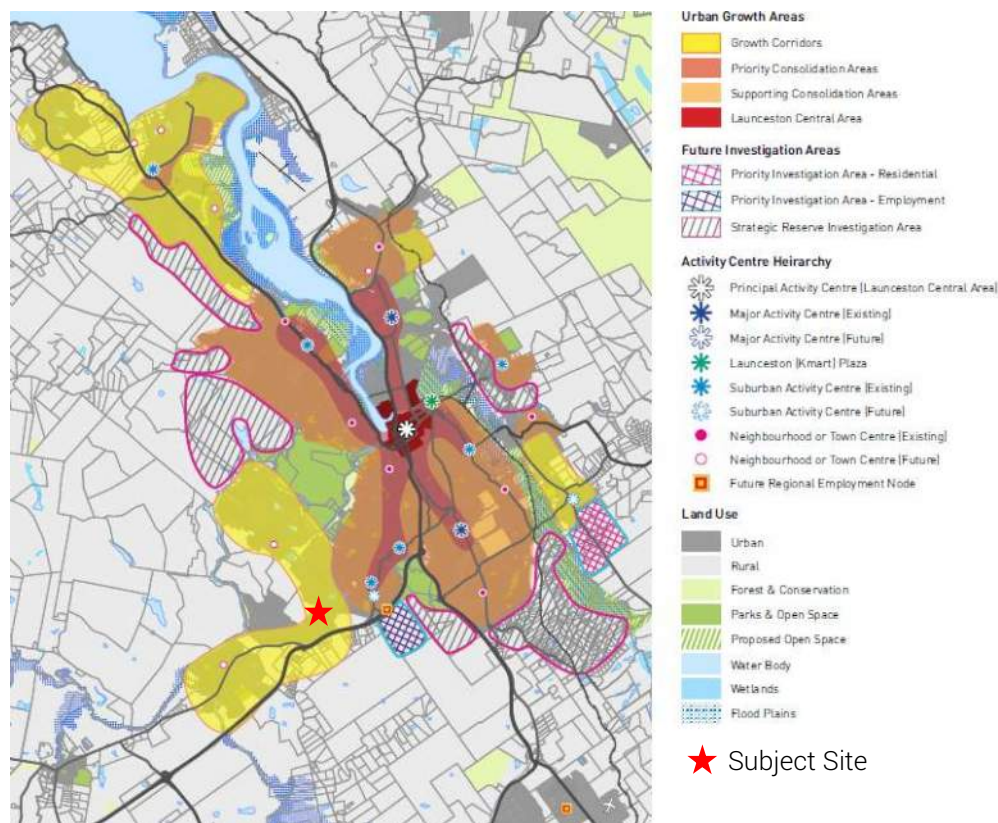 Urban Growth Areas
Growth Corridors
Priority Consolidation Areas
Supporting Consolidation Areas
Launceston Central Area
Future Investigation Areas
Priority Investigation Area - Residential
Priority Investigation Area - Employment
Strategic Reserve Investigation Area
Activity Centre Heirarchy
Principal Activity Centre (Launceston Central Area)
Major Activity Centre (Existing)
Major Activity Centre (Future)
Launceston (Kmart) Plaza
Suburban Activity Centre (Existing)
Suburban Activity Centre (Future)
Neighbourhood or Town Centre (Existing)
Neighbourhood or Town Centre (Future)
Future Regional Employment Node
Land Use
Urban
Rural
Forest & Conservation
Parks & Open Space
Proposed Open Space
Water Body
Wetlands
Flood Plains
Subject Site